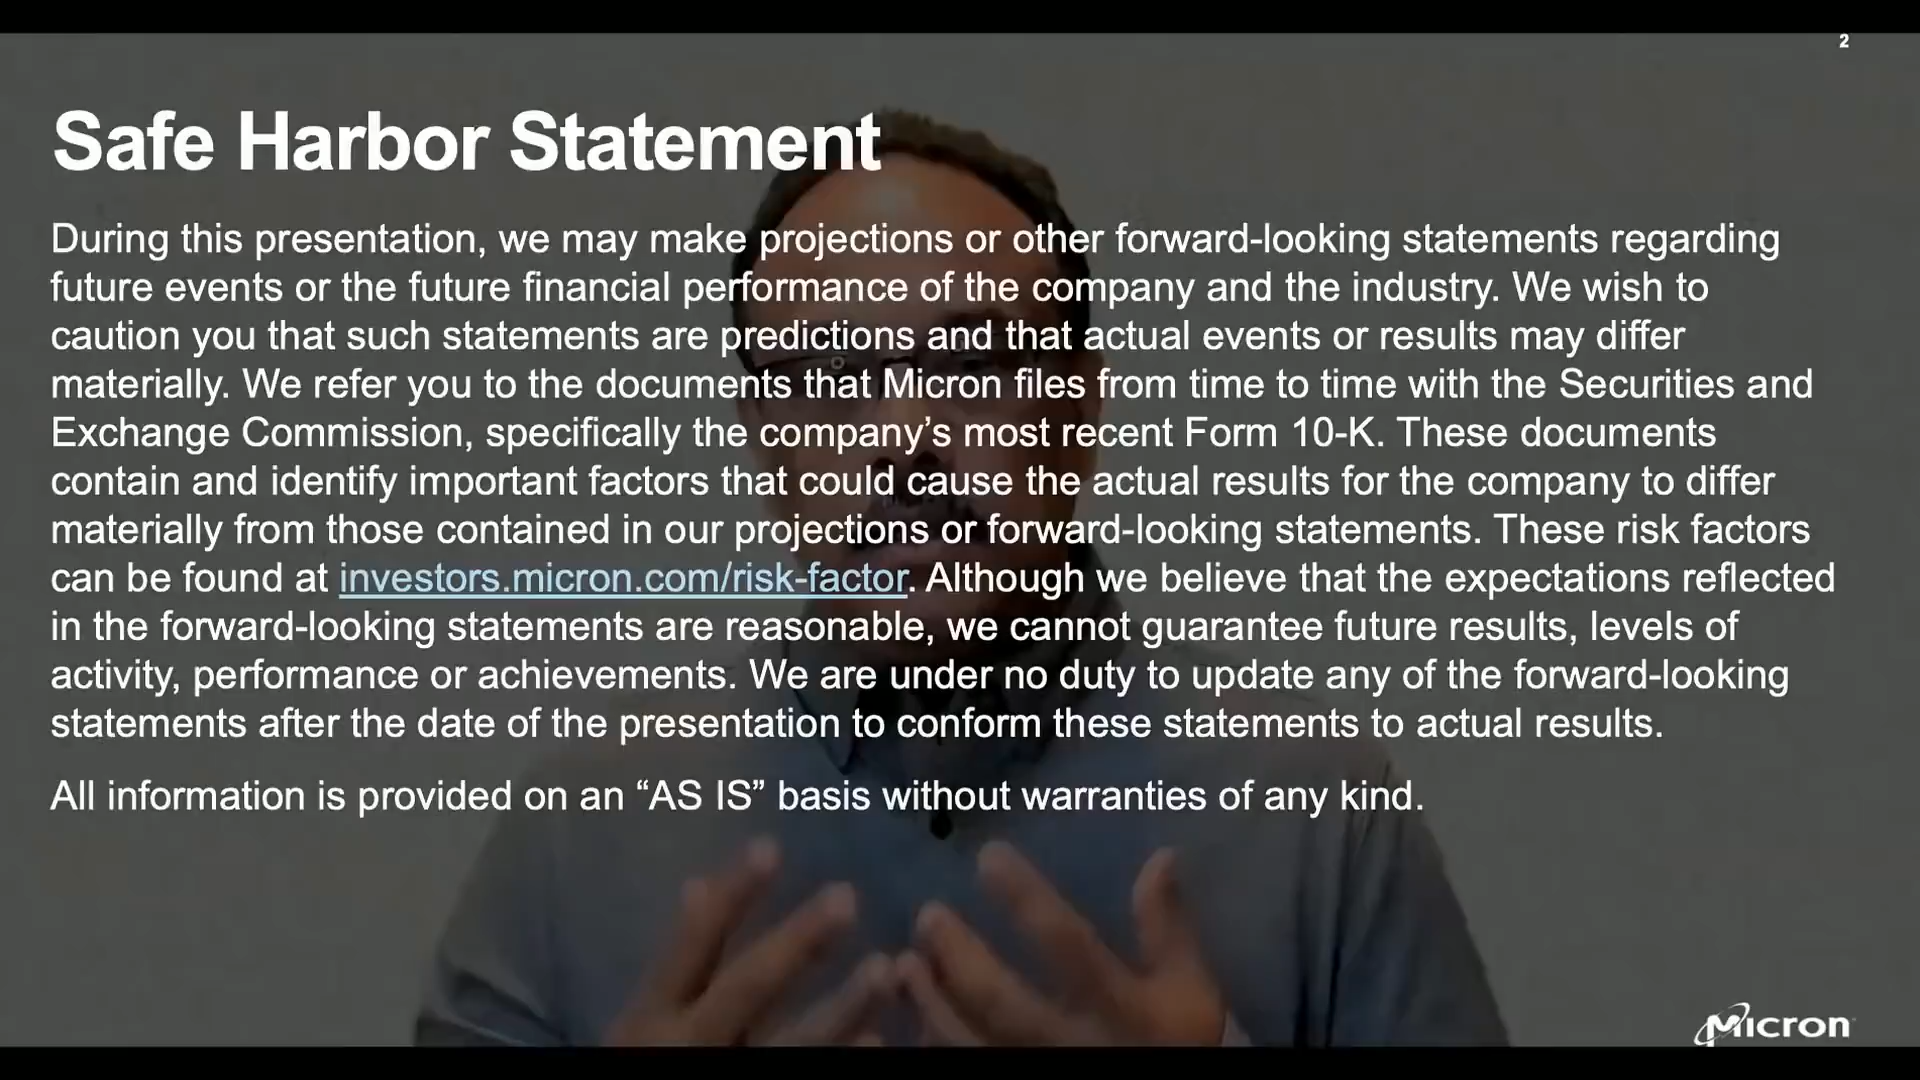 2
Safe Harbor Statement
During this presentation, we may make projections or other forward-looking statements regarding
future events or the future financial performance of the company and the industry. We wish to
caution you that such statements are predictions and that actual events or results may differ
materially. We refer you to the documents that Micron files from time to time with the Securities and
Exchange Commission, specifically the company’s most recent Form 10-K. These documents
contain and identify important factors that could cause the actual results for the company to differ
materially from those contained in our projections or forward-looking statements. These risk factors
can be found at investors.micron.com/risk-factor. Although we believe that the expectations reflected
in the forward-looking statements are reasonable, we cannot guarantee future results, levels of
activity, performance or achievements. We are under no duty to update any of the forward-looking
statements after the date of the presentation to conform these statements to actual results.
All information is provided on an “AS IS” basis without warranties of any kind.
Micron